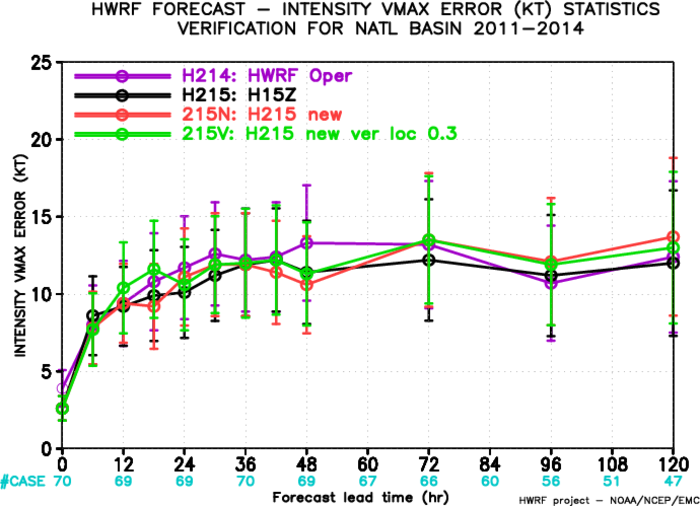 HWRF FORECAST – INTENSITY VMAX ERROR (KT) STATISTICS
VERIFICATION FOR NATL BASIN 2011–2014
H214: HWRF Oper
H215: H15Z
215N: H215 new
215V: H215 new ver loc 0.3
INTENSITY VMAX ERROR (KT)
25
20
15
10
5
0
0 12 24 36 48 60 72 84 96 108 120
#CASE 70 69 69 70 69 67 66 60 56 51 47
Forecast lead time (hr)
HWRF project – NOAA/NCEP/EMC